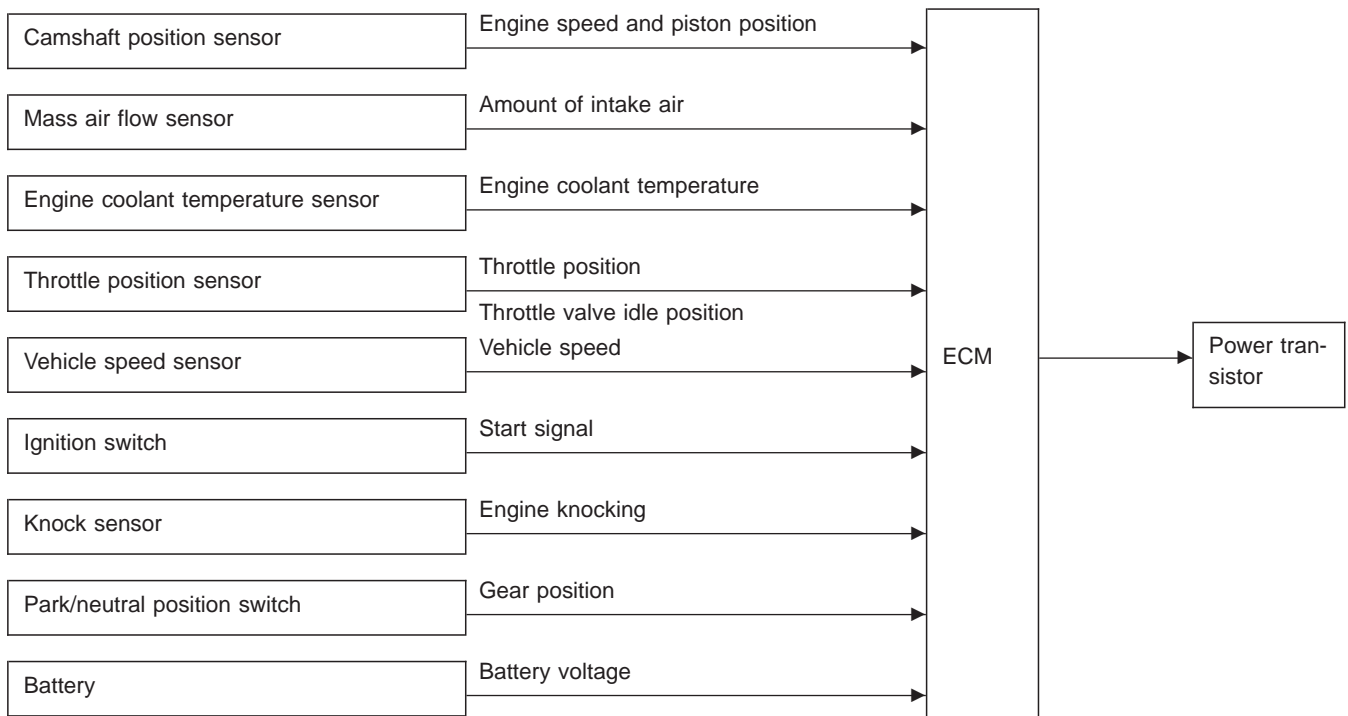 Camshaft position sensor
Engine speed and piston position
Mass air flow sensor
Amount of intake air
Engine coolant temperature sensor
Engine coolant temperature
Throttle position sensor
Throttle position
Throttle valve idle position
Vehicle speed sensor
Vehicle speed
Ignition switch
Start signal
Knock sensor
Engine knocking
Park/neutral position switch
Gear position
Battery
Battery voltage
ECM
Power tran-
sistor